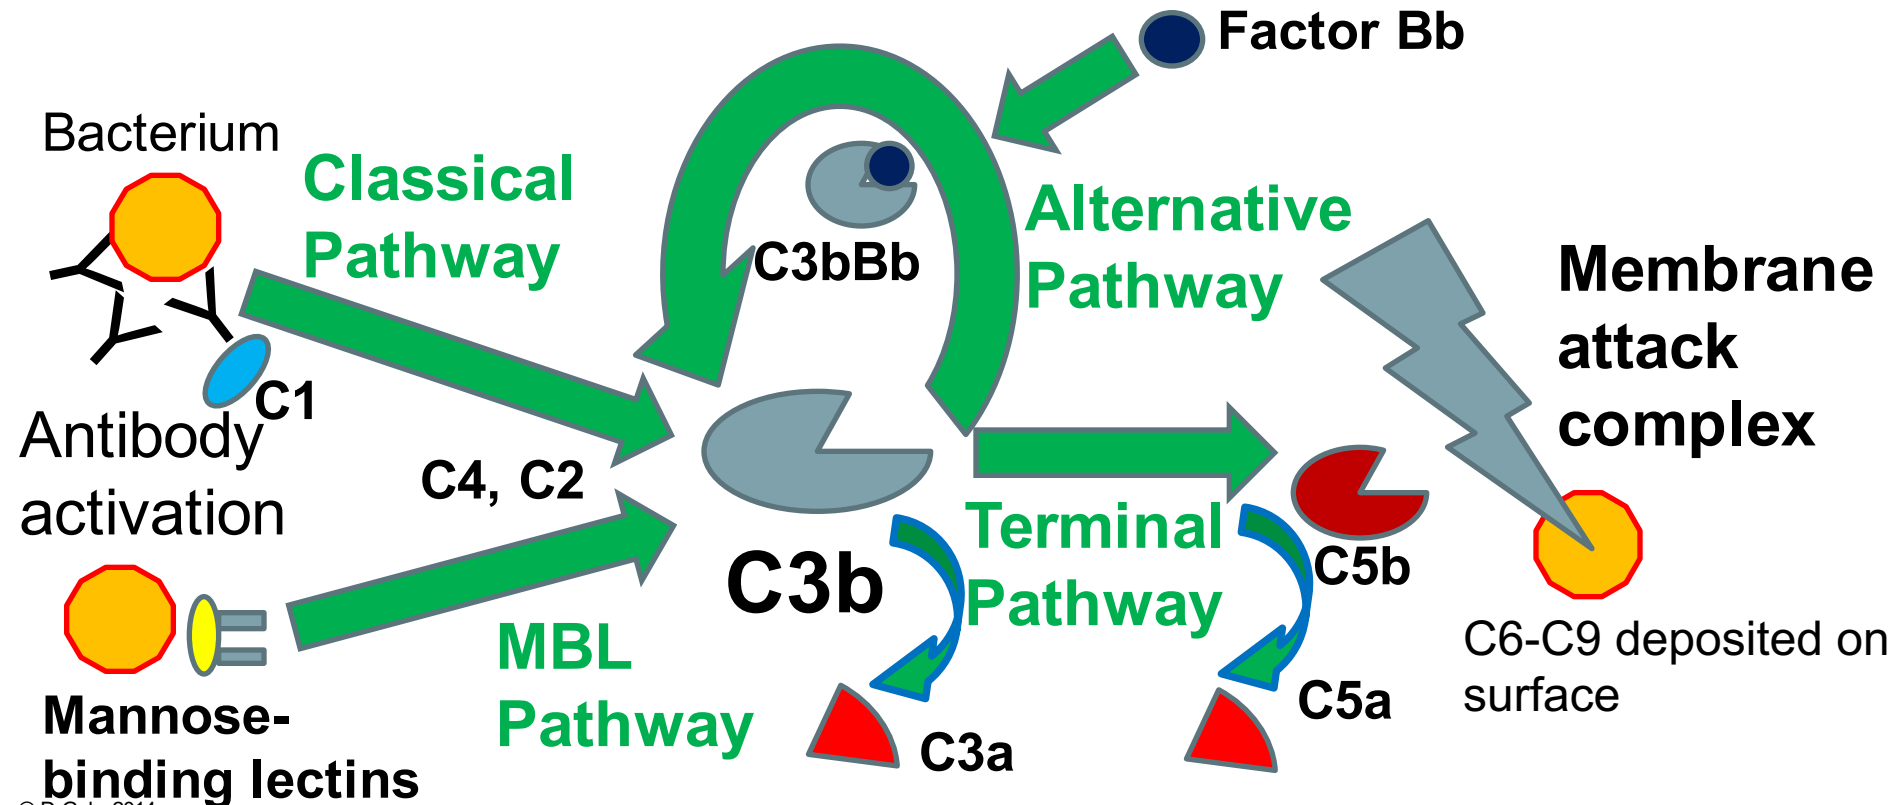 Factor Bb
Bacterium
Classical
Pathway
C3bBb
Alternative
Pathway
Membrane
attack
complex
C1
Antibody
activation
C4, C2
C3b
Terminal
Pathway
C5b
MBL
Pathway
C6-C9 deposited on
surface
C5a
C3a
Mannose-
binding lectins
2014